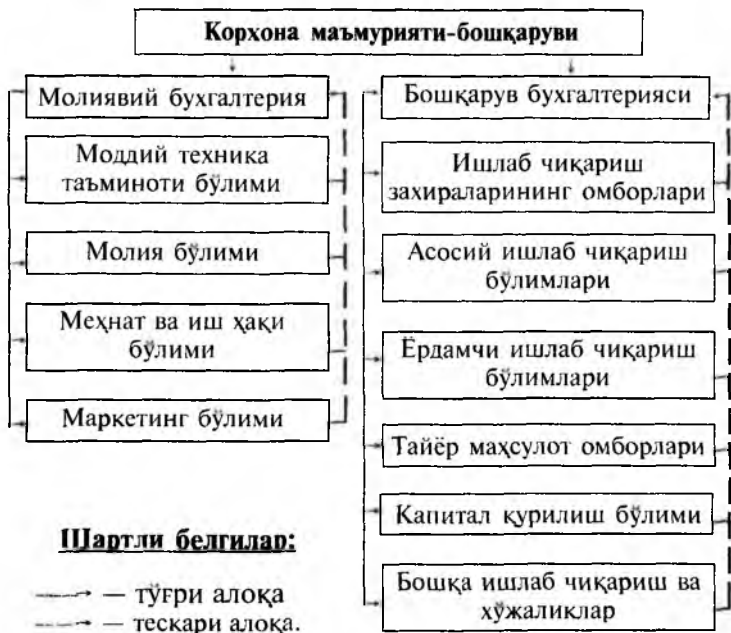 Корхона маъмурияти-бошқаруви
Молиявий бухгалтерия
Моддий техника
таъминоти бўлими
Молия бўлими
Меҳнат ва иш ҳақи
бўлими
Маркетинг бўлими
Бошқарув бухгалтерияси
Ишлаб чиқариш
захираларининг омборлари
Асосий ишлаб чиқариш
бўлимлари
Ёрдамчи ишлаб чиқариш
бўлимлари
Тайёр маҳсулот омборлари
Капитал қурилиш бўлими
Бошқа ишлаб чиқариш ва
хўжаликлар
Шартли белгилар:
— тўғри алоқа
— тескари алоқа.